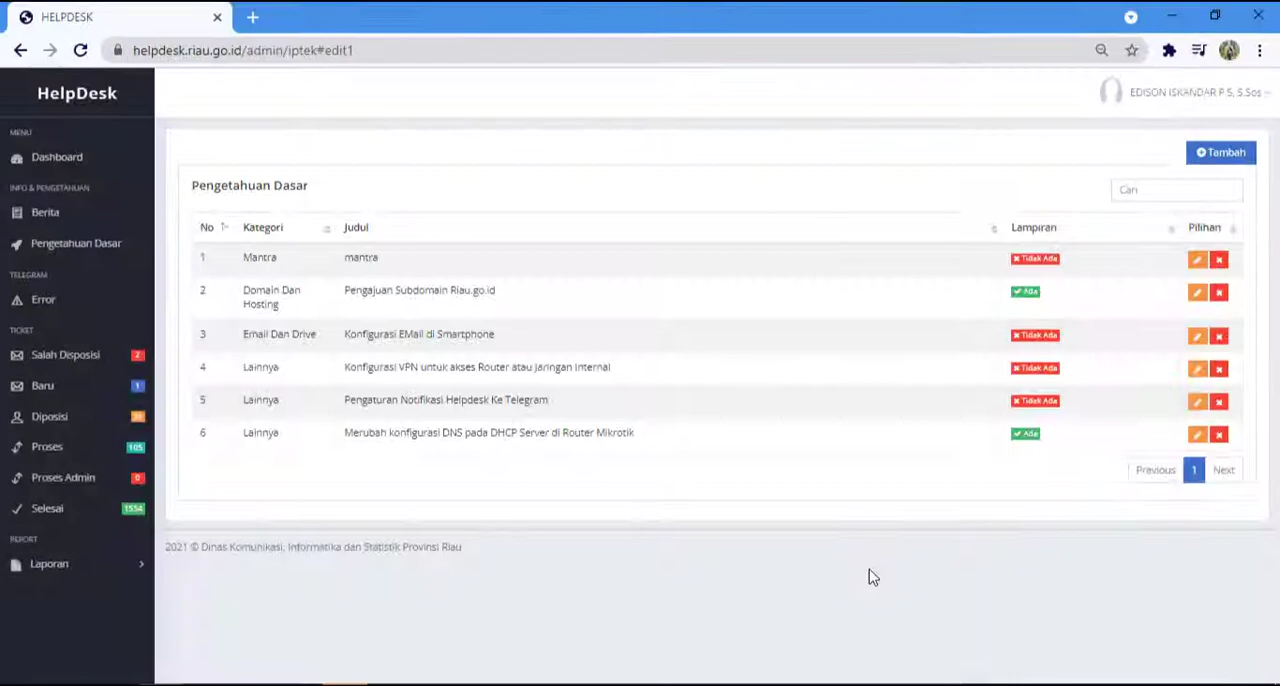 HELPDESK
helpdesk.riau.go.id/admin/iptek#edit1
HelpDesk
EDISON ISKANDAR P.S, S.Sos
MENU
Dashboard
INFO & PENGETAHUAN
Berita
Pengetahuan Dasar
TELEGRAM
Error
TICKET
Salah Disposisi 2
Baru 1
Diposisi
Proses 105
Proses Admin 0
Selesai 1554
REPORT
Laporan
Tambah
Pengetahuan Dasar
Cari
No Kategori Judul Lampiran Pilihan
1 Mantra mantra Tidak Ada
2 Domain Dan Hosting Pengajuan Subdomain Riau.go.id Ada
3 Email Dan Drive Konfigurasi EMail di Smartphone Tidak Ada
4 Lainnya Konfigurasi VPN untuk akses Router atau Jaringan Internal Tidak Ada
5 Lainnya Pengaturan Notifikasi Helpdesk Ke Telegram Tidak Ada
6 Lainnya Merubah konfigurasi DNS pada DHCP Server di Router Mikrotik Ada
Previous 1 Next
2021 © Dinas Komunikasi, Informatika dan Statistik Provinsi Riau